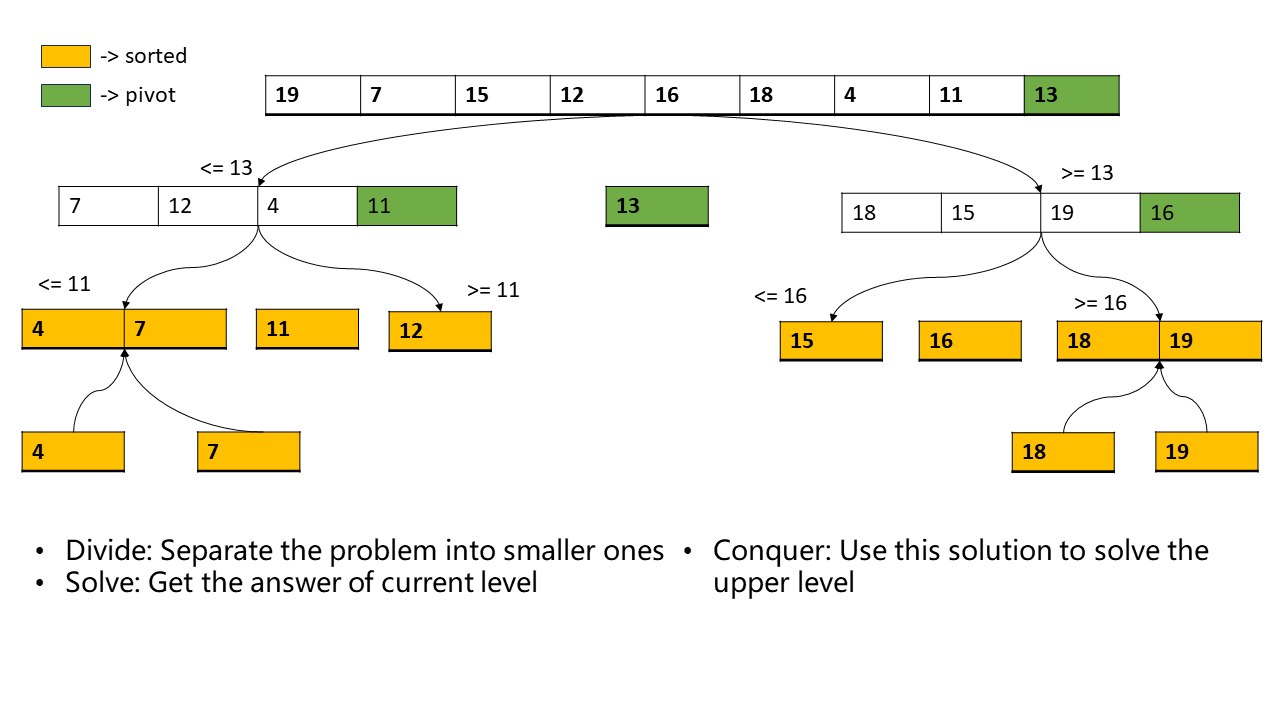 -> sorted
-> pivot
19 7 15 12 16 18 4 11 13
<= 13
>= 13
7 12 4 11
13
18 15 19 16
<= 11
>= 11
<= 16
>= 16
4 7
11
12
15
16
18 19
4
7
18
19
• Divide: Separate the problem into smaller ones
• Solve: Get the answer of current level
• Conquer: Use this solution to solve the
upper level